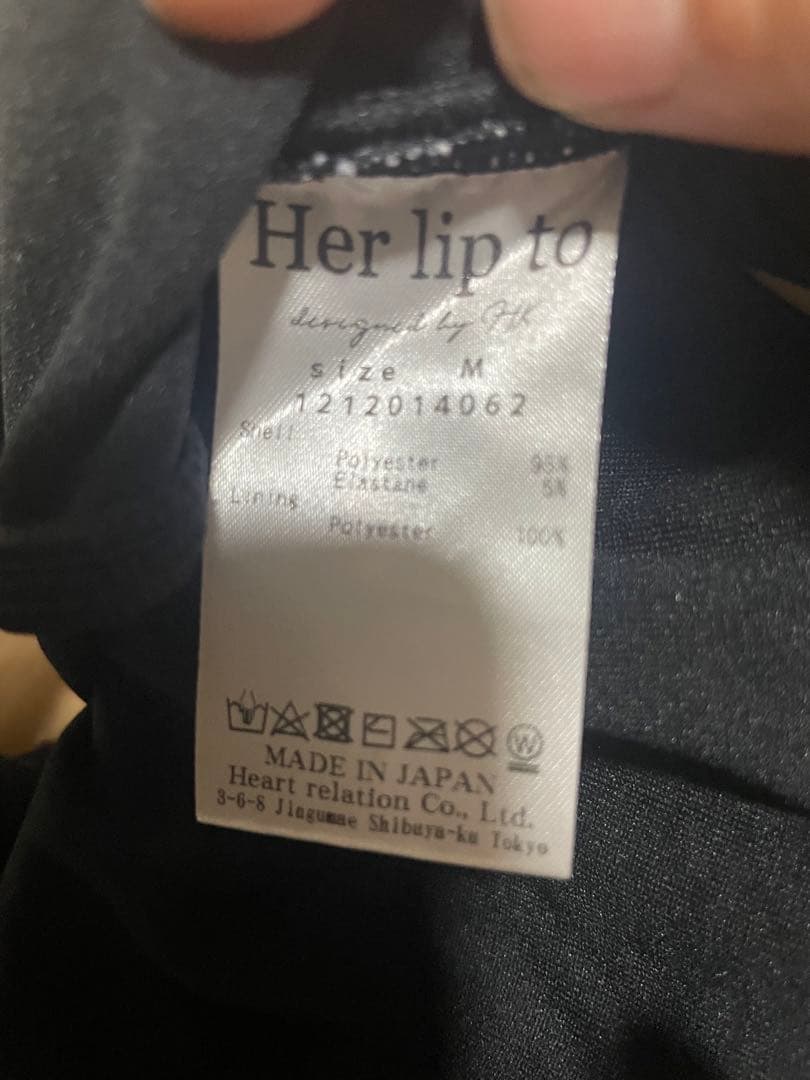 Her lip to
designed by HK
size M
1212014062
Shell
Polyester 95%
Elastane 5%
Lining
Polyester 100%
W
MADE IN JAPAN
Heart relation Co., Ltd.
3-6-8 Jingumae Shibuya-ku Tokyo